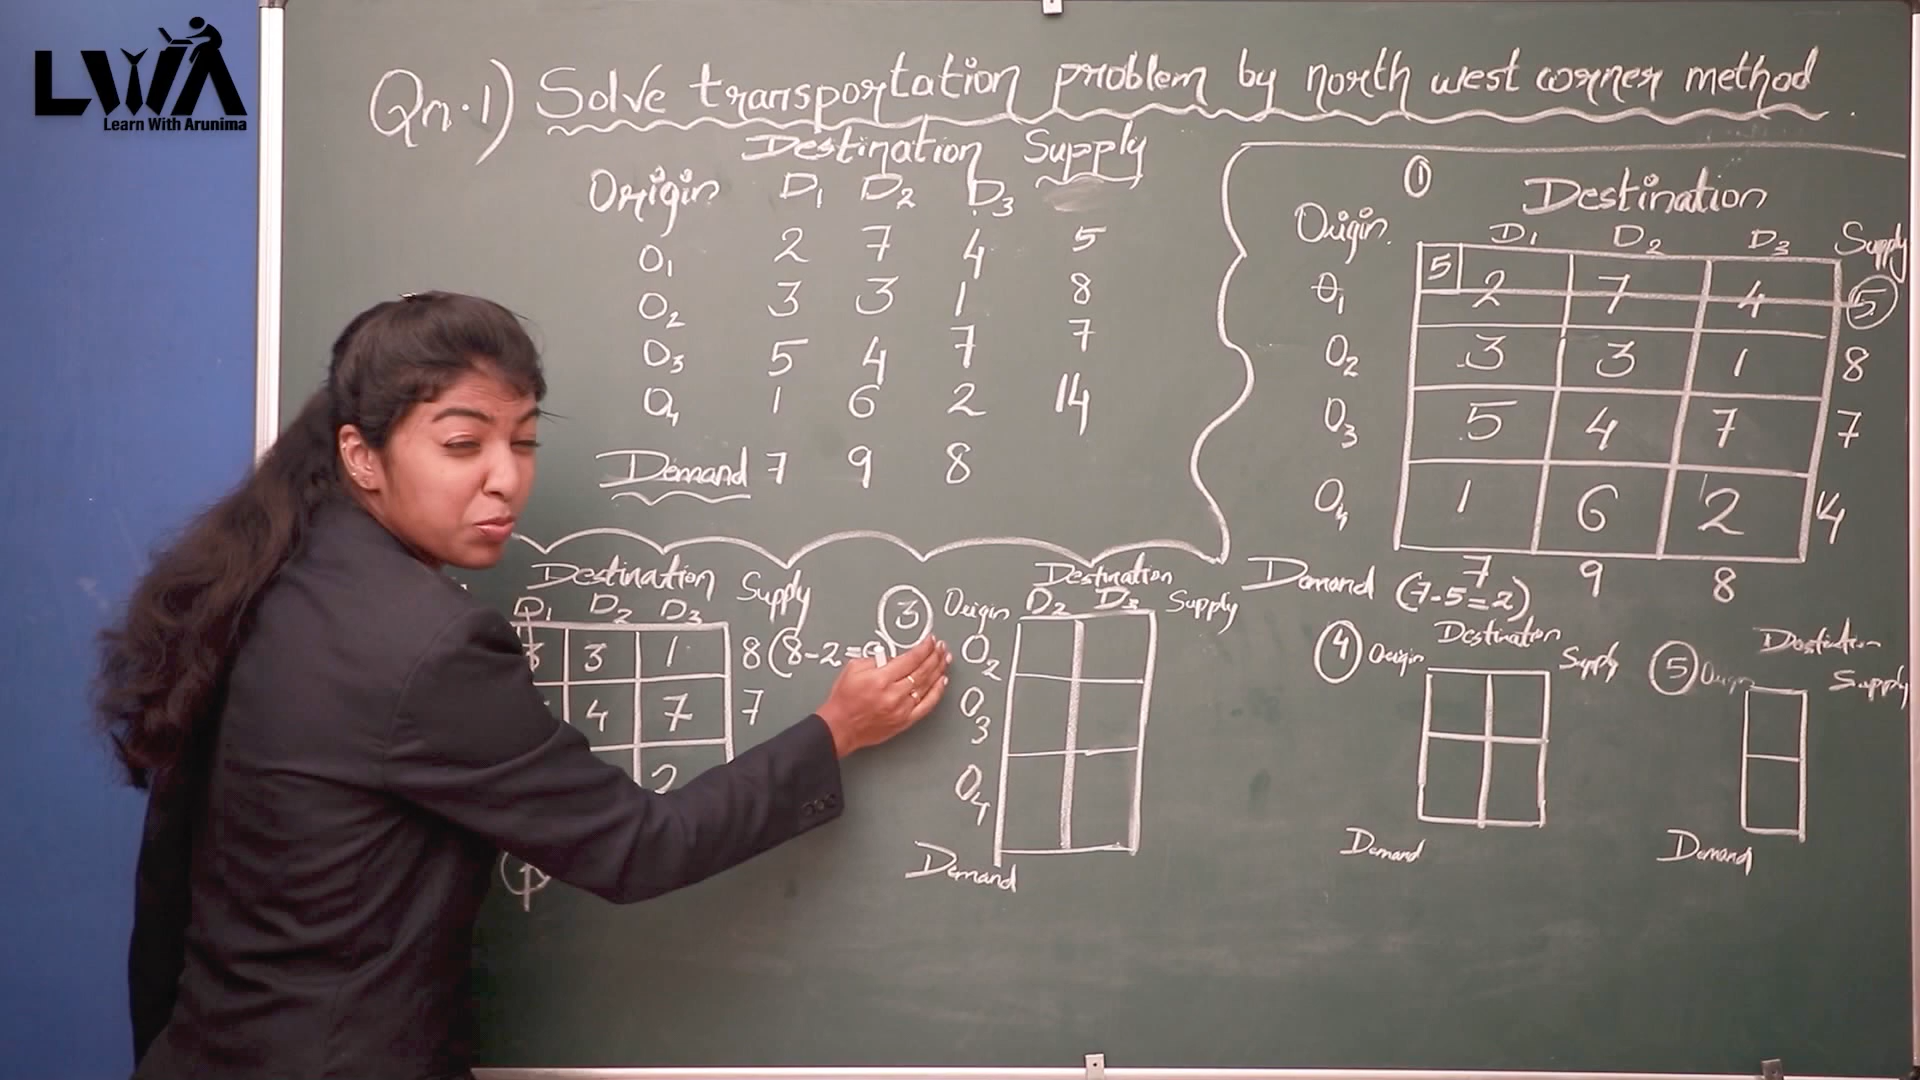 LWA
Learn With Arunima
Qn.1) Solve transportation problem by north west corner method
Destination Supply
Origin D1 D2 D3
O1 2 7 4 5
O2 3 3 1 8
O3 5 4 7 7
O4 1 6 2 14
Demand 7 9 8
1 Destination
Origin D1 D2 D3 Supply
O1 5 2 7 4 5
O2 3 3 1 8
O3 5 4 7 7
O4 1 6 2 14
Demand 7 9 8
(7-5=2)
Destination Supply
D1 D2 D3
3 3 1 8 (8-2=
4 7 7
2
3 Origin Destination Supply
D2 D3
O2
O3
O4
Demand
4 Origin Destination Supply
Demand
5 Origin Destination Supply
Demand